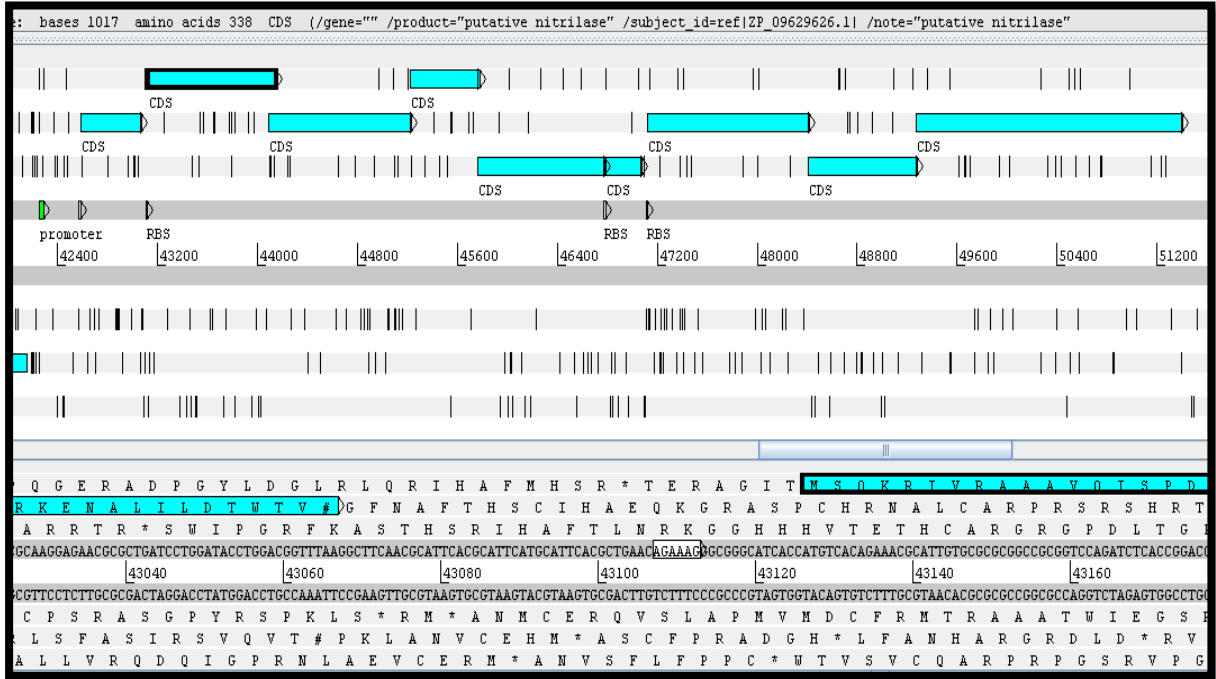 : bases 1017 amino acids 338 CDS (/gene="" /product="putative nitrilase" /subject_id=ref|ZP_09629626.1| /note="putative nitrilase"
CDS CDS
CDS CDS CDS CDS
CDS CDS CDS
promoter RBS RBS RBS
42400 43200 44000 44800 45600 46400 47200 48000 48800 49600 50400 51200
Q G E R A D P G Y L D G L R L Q R I H A F M H S R * T E R A G I T M S Q K R I V R A A A V Q I S P D
R K E N A L I L D T W T V # G F N A F T H S C I H A E Q K G R A S P C H R N A L C A R P R S R S H R T
A R R T R * S W I P G R F K A S T H S R I H A F T L N R K G G H H H V T E T H C A R G R G P D L T G
GCAAGGAGAACGCGCTGATCCTGGATACCTGGACGGTTTAAGGCTTCAACGCATTCACGCATTCATGCATTCACGCTGAACAGAAAGGGCGGGCATCACCATGTCACAGAAACGCATTGTGCGCGCGGCCGCGGTCCAGATCTCACCGGACC
43040 43060 43080 43100 43120 43140 43160
CGTTCCTCTTGCGCGACTAGGACCTATGGACCTGCCAAATTCCGAAGTTGCGTAAGTGCGTAAGTACGTAAGTGCGACTTGTCTTTCCCGCCCGTAGTGGTACAGTGTCTTTGCGTAACACGCGCGCCGGCGCCAGGTCTAGAGTGGCCTG
C P S R A S G P Y R S P K L S * R M * A N M C E R Q V S L A P M V M D C F R M T R A A A T W I E G S
L S F A S I R S V Q V T # P K L A N V C E H M * A S C F P R A D G H * L F A N H A R G R D L D * R V
A L L V R Q D Q I G P R N L A E V C E R M * A N V S F L F P P C * W T V S V C Q A R P R P G S R V P G